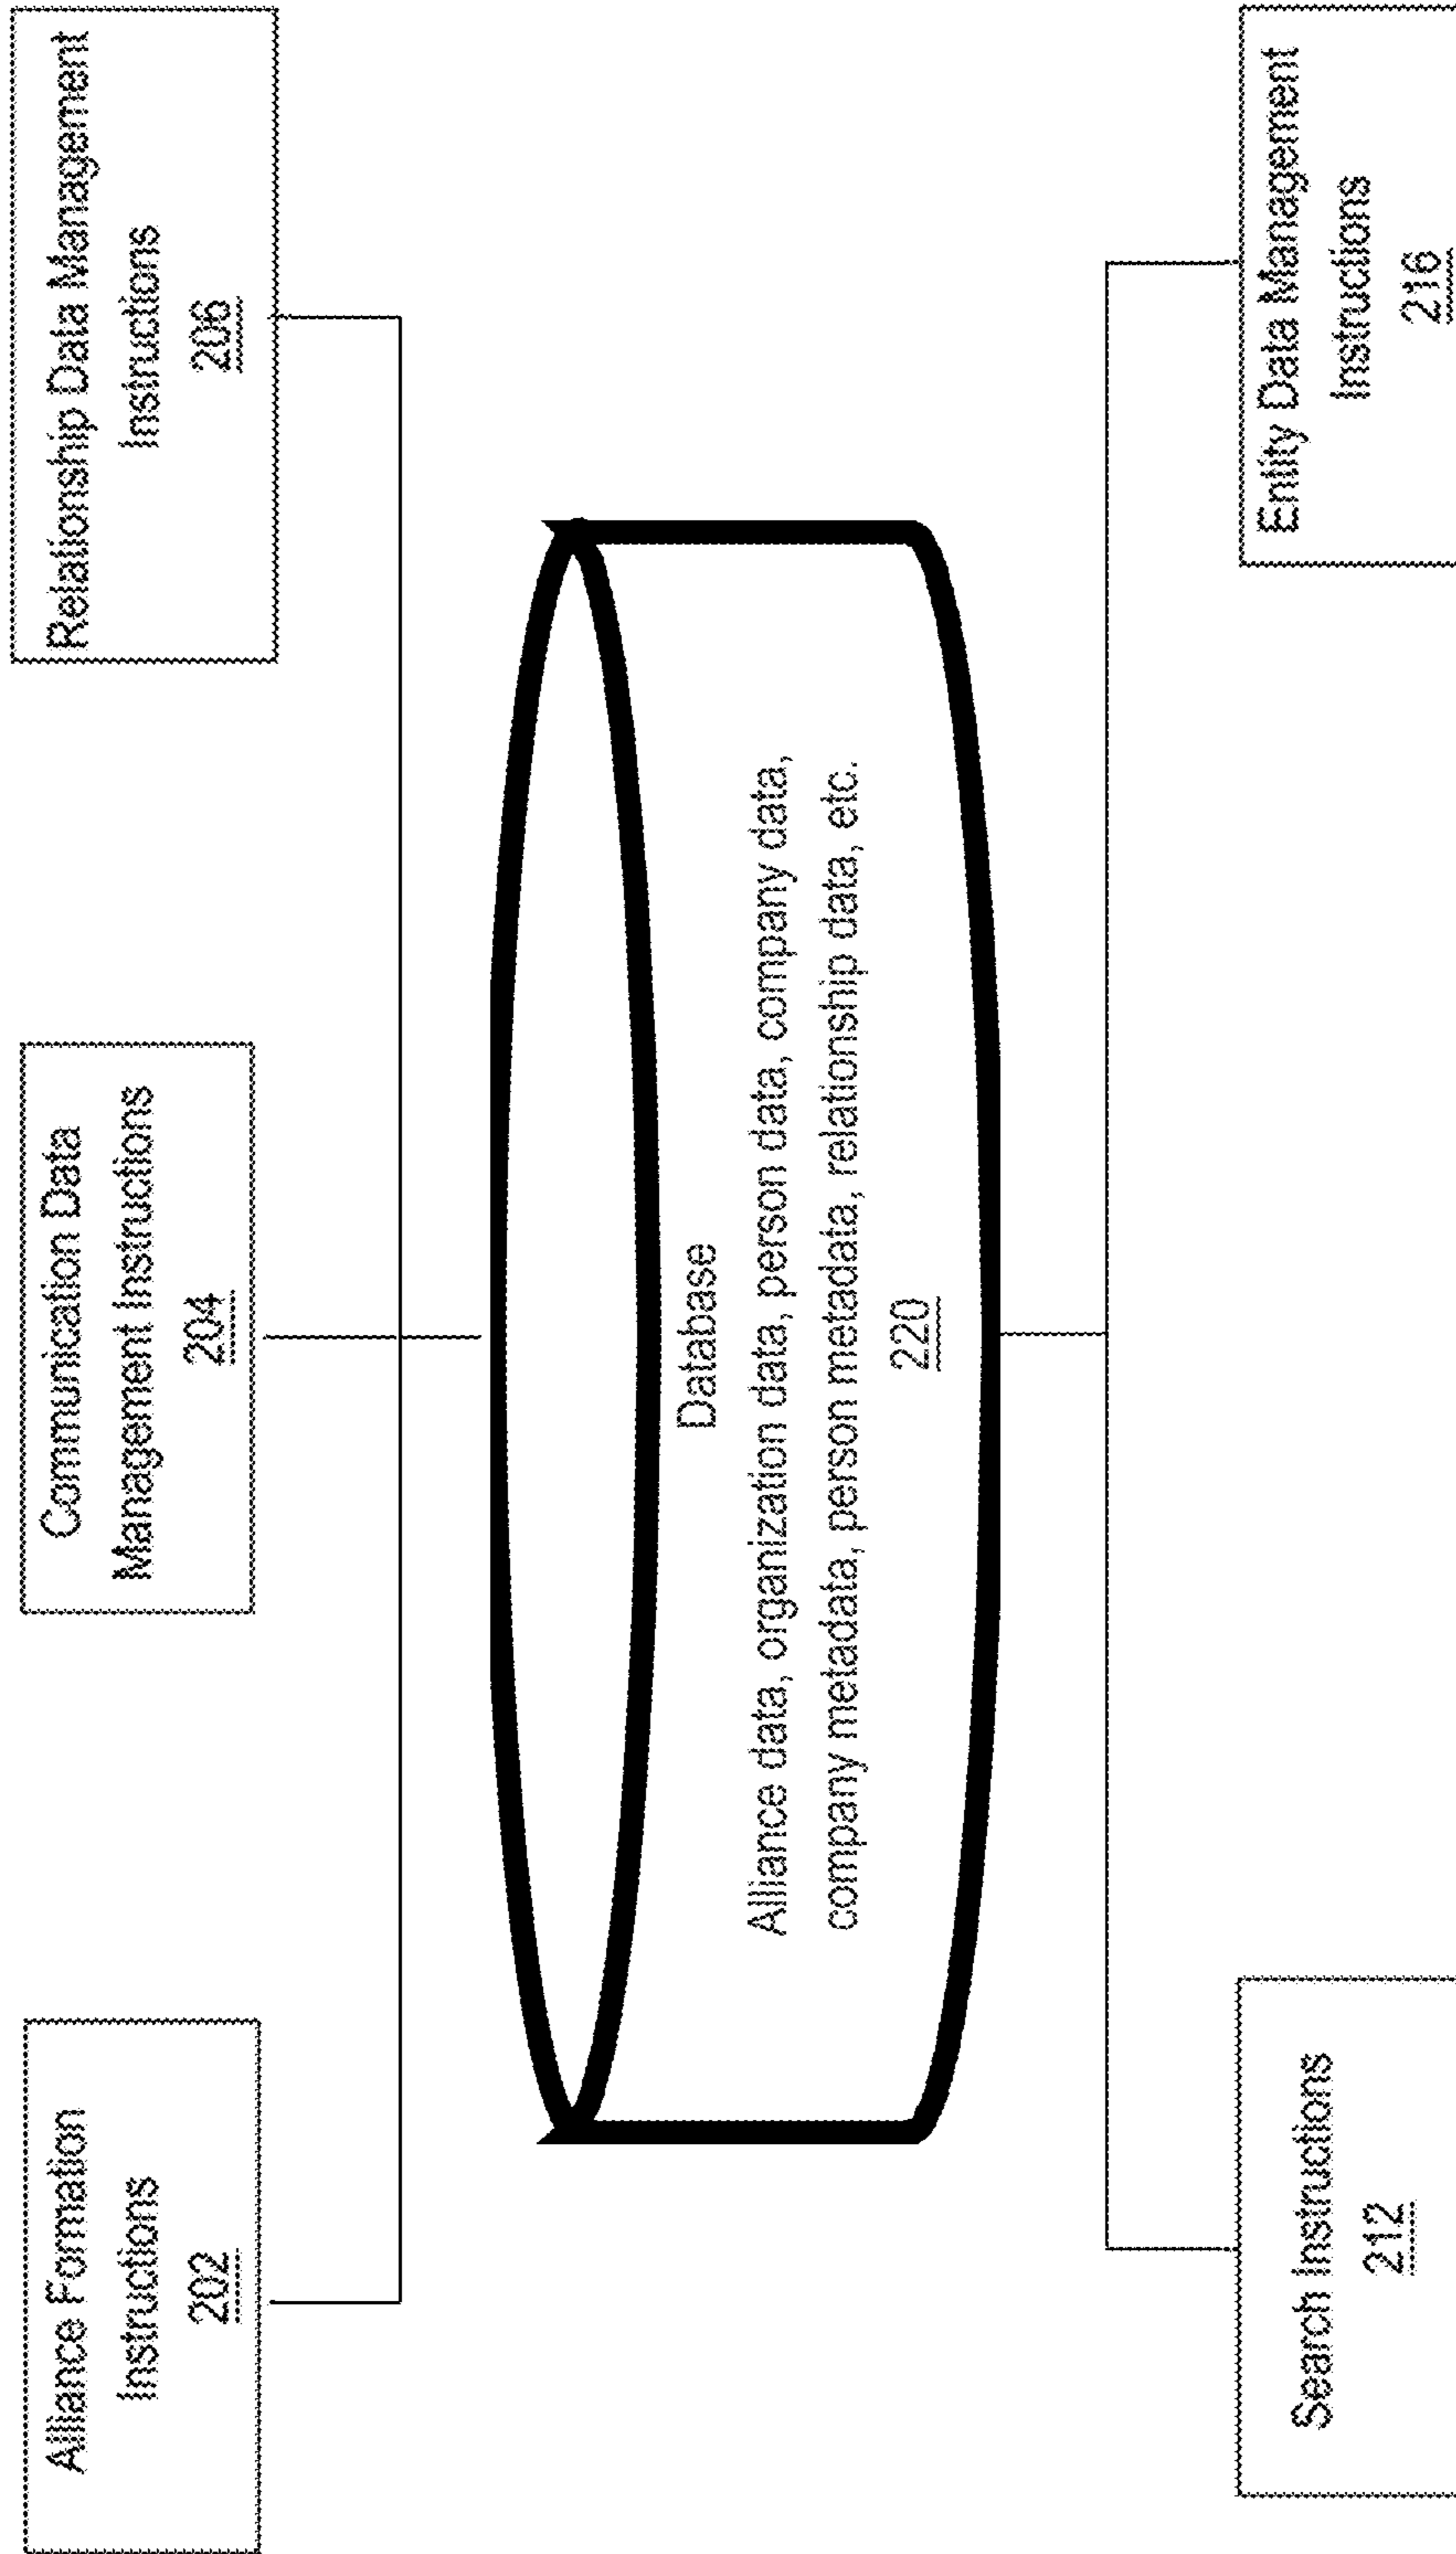 Alliance Formation
Instructions
202
Communication Data
Management Instructions
204
Relationship Data Management
Instructions
206
Database
Alliance data, organization data, person data, company data,
company metadata, person metadata, relationship data, etc.
220
Search Instructions
212
Entity Data Management
Instructions
216